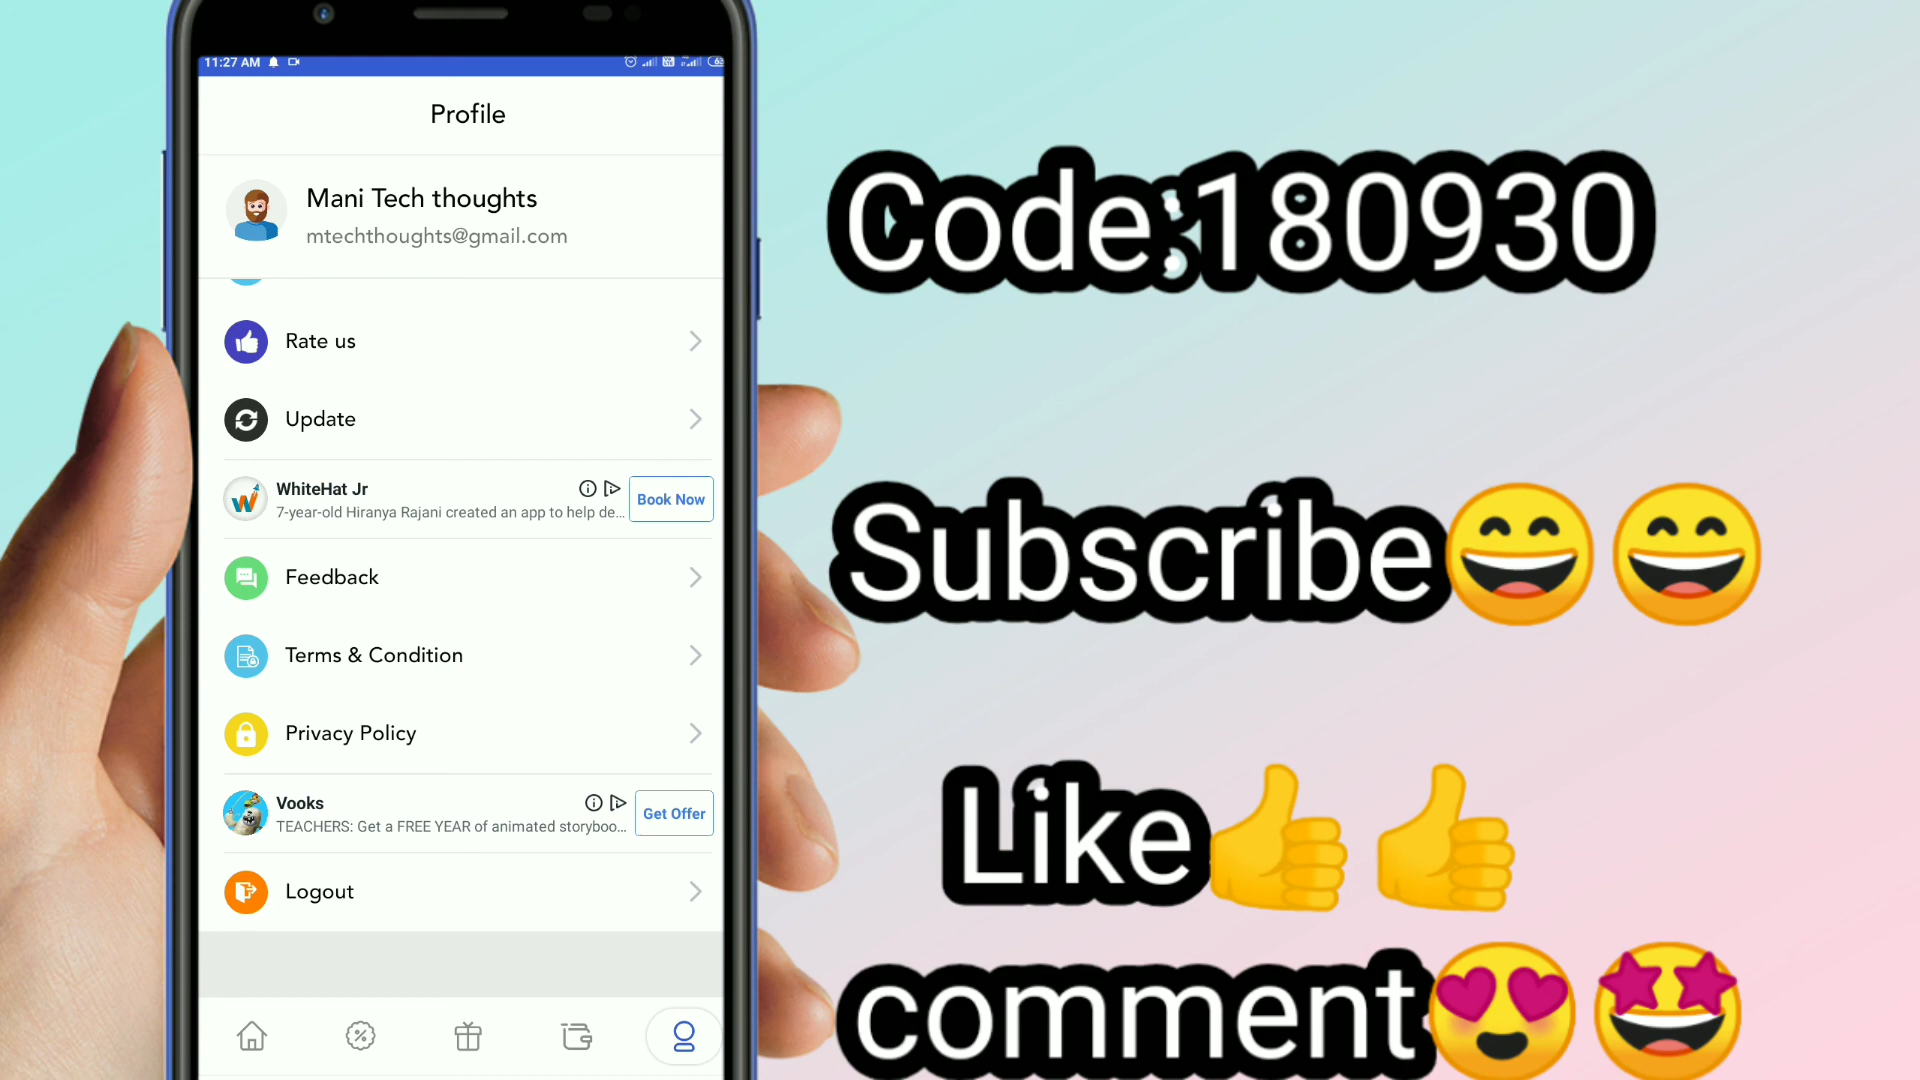 11:27 AM
Profile
Mani Tech thoughts
mtechthoughts@gmail.com
Rate us
Update
WhiteHat Jr
7-year-old Hiranya Rajani created an app to help de...
Book Now
Feedback
Terms & Condition
Privacy Policy
Vooks
TEACHERS: Get a FREE YEAR of animated storyboo...
Get Offer
Logout
Code:180930
Subscribe😄😄
Like👍👍
comment😍🤩